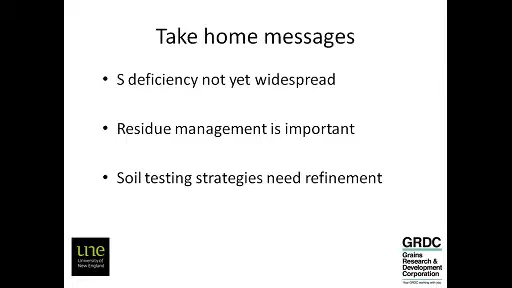 Take home messages
• S deficiency not yet widespread
• Residue management is important
• Soil testing strategies need refinement
une
University of
New England
GRDC
Grains
Research &
Development
Corporation
Your GRDC working with you